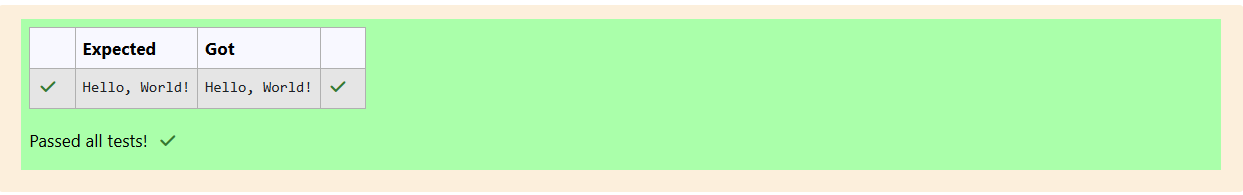 Expected Got
Hello, World! Hello, World!
Passed all tests!